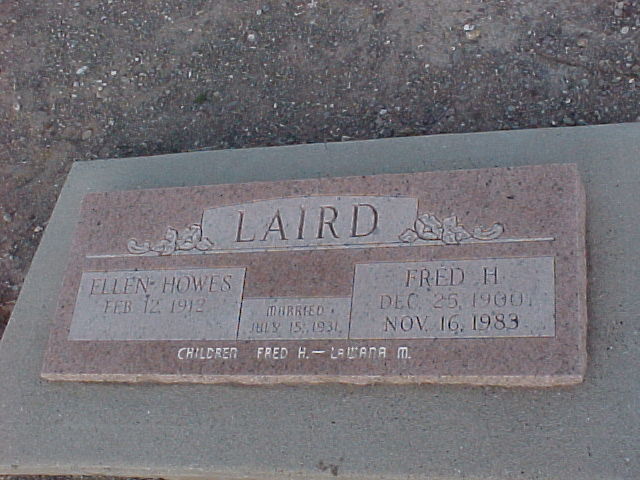 LAIRD
ELLEN HOWES
FEB. 12, 1912
MARRIED
JULY 15, 1931
FRED H.
DEC. 25, 1900
NOV. 16, 1983
CHILDREN FRED H. — LaWANA M.